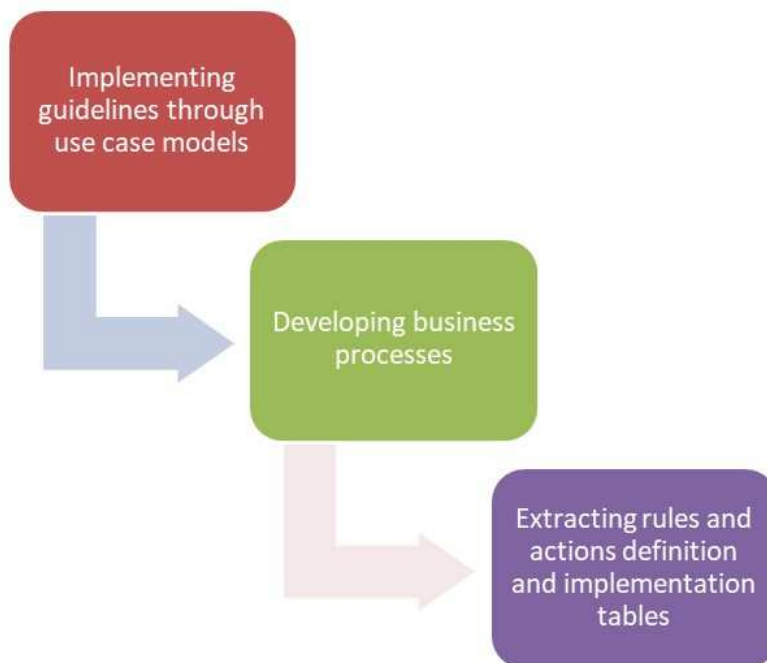 Implementing
guidelines through
use case models
Developing business
processes
Extracting rules and
actions definition
and implementation
tables